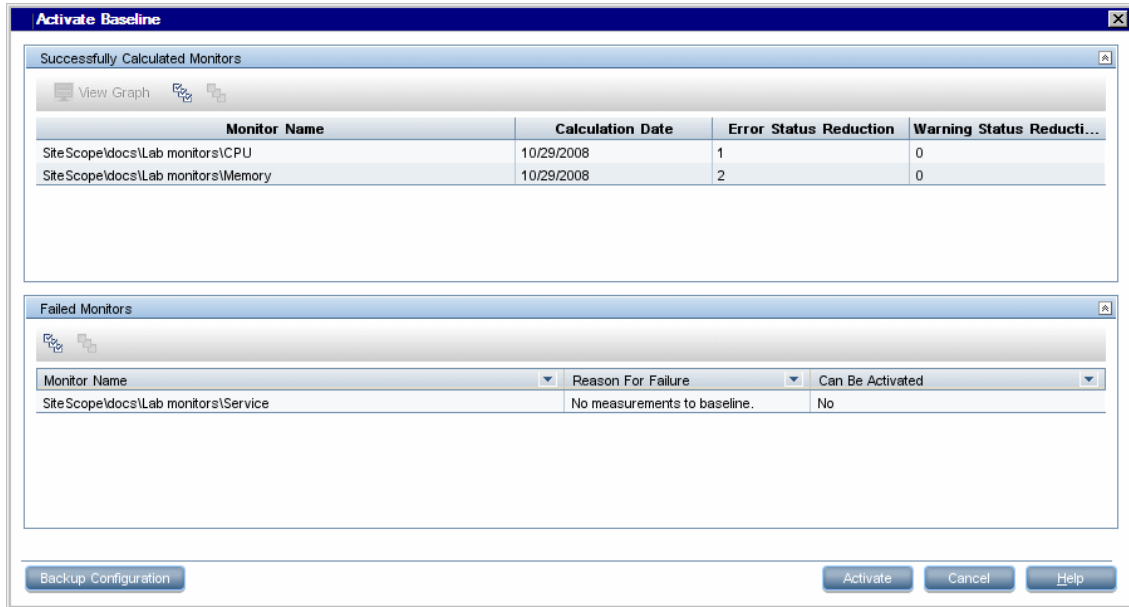 Activate Baseline
Successfully Calculated Monitors
View Graph
Monitor Name Calculation Date Error Status Reduction Warning Status Reducti...
SiteScope\docs\Lab monitors\CPU 10/29/2008 1 0
SiteScope\docs\Lab monitors\Memory 10/29/2008 2 0
Failed Monitors
Monitor Name Reason For Failure Can Be Activated
SiteScope\docs\Lab monitors\Service No measurements to baseline. No
Backup Configuration Activate Cancel Help